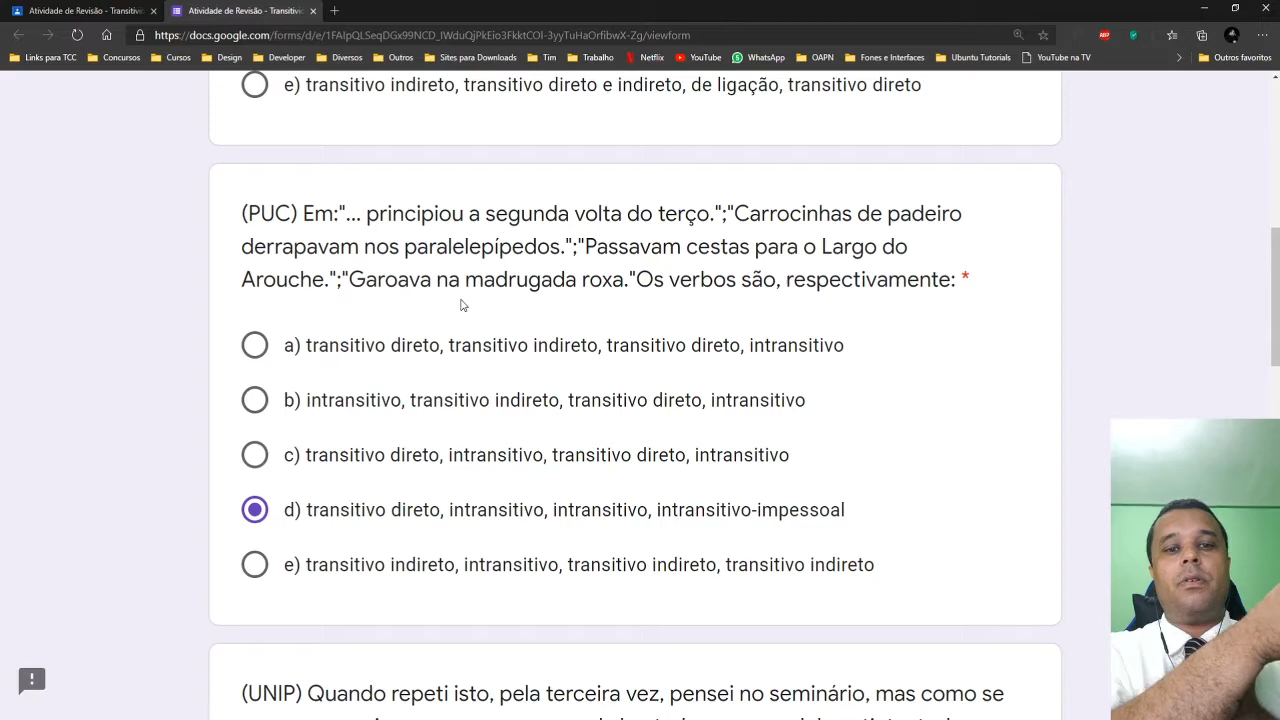 Atividade de Revisão - Transitivid
Atividade de Revisão - Transitivid
https://docs.google.com/forms/d/e/1FAIpQLSeqDGx99NCD_IWduQjPkEio3FkktCOl-3yyTuHaOrfibwX-Zg/viewform
Links para TCC
Concursos
Cursos
Design
Developer
Diversos
Outros
Sites para Downloads
Tim
Trabalho
Netflix
YouTube
WhatsApp
OAPN
Fones e Interfaces
Ubuntu Tutorials
YouTube na TV
Outros favoritos
e) transitivo indireto, transitivo direto e indireto, de ligação, transitivo direto
(PUC) Em:"... principiou a segunda volta do terço.";"Carrocinhas de padeiro
derrapavam nos paralelepípedos.";"Passavam cestas para o Largo do
Arouche.";"Garoava na madrugada roxa."Os verbos são, respectivamente: *
a) transitivo direto, transitivo indireto, transitivo direto, intransitivo
b) intransitivo, transitivo indireto, transitivo direto, intransitivo
c) transitivo direto, intransitivo, transitivo direto, intransitivo
d) transitivo direto, intransitivo, intransitivo, intransitivo-impessoal
e) transitivo indireto, intransitivo, transitivo indireto, transitivo indireto
(UNIP) Quando repeti isto, pela terceira vez, pensei no seminário, mas como se